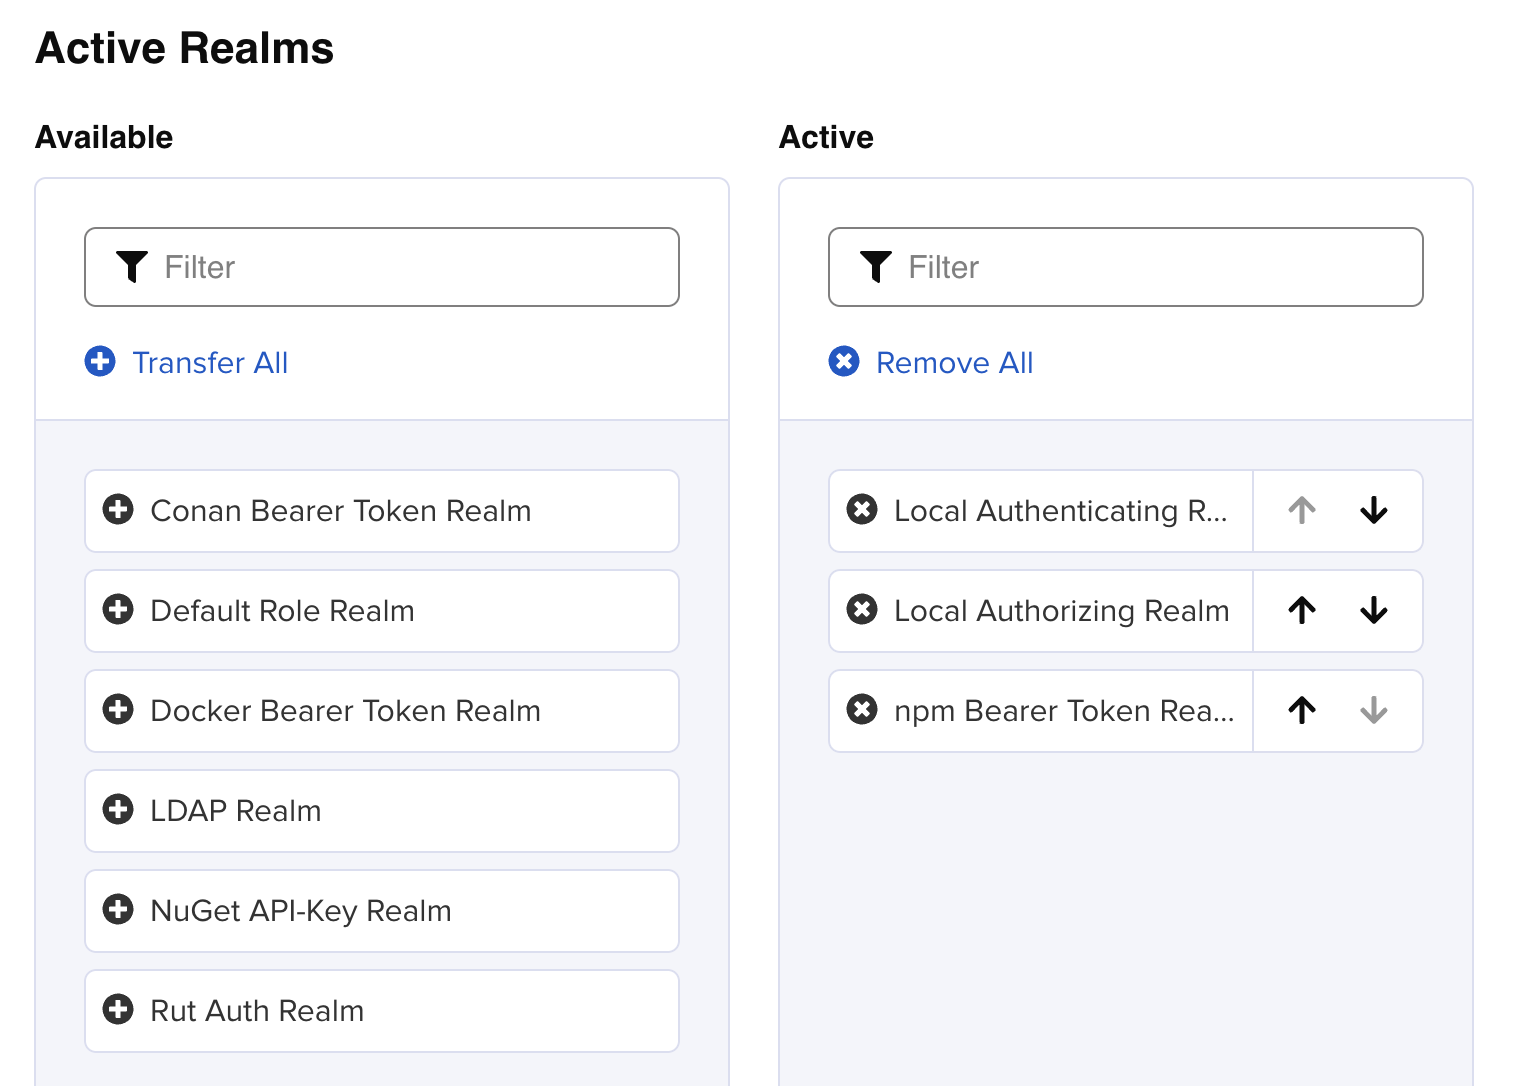 Active Realms
Available
Filter
Transfer All
Conan Bearer Token Realm
Default Role Realm
Docker Bearer Token Realm
LDAP Realm
NuGet API-Key Realm
Rut Auth Realm
Active
Filter
Remove All
Local Authenticating R...
Local Authorizing Realm
npm Bearer Token Rea...